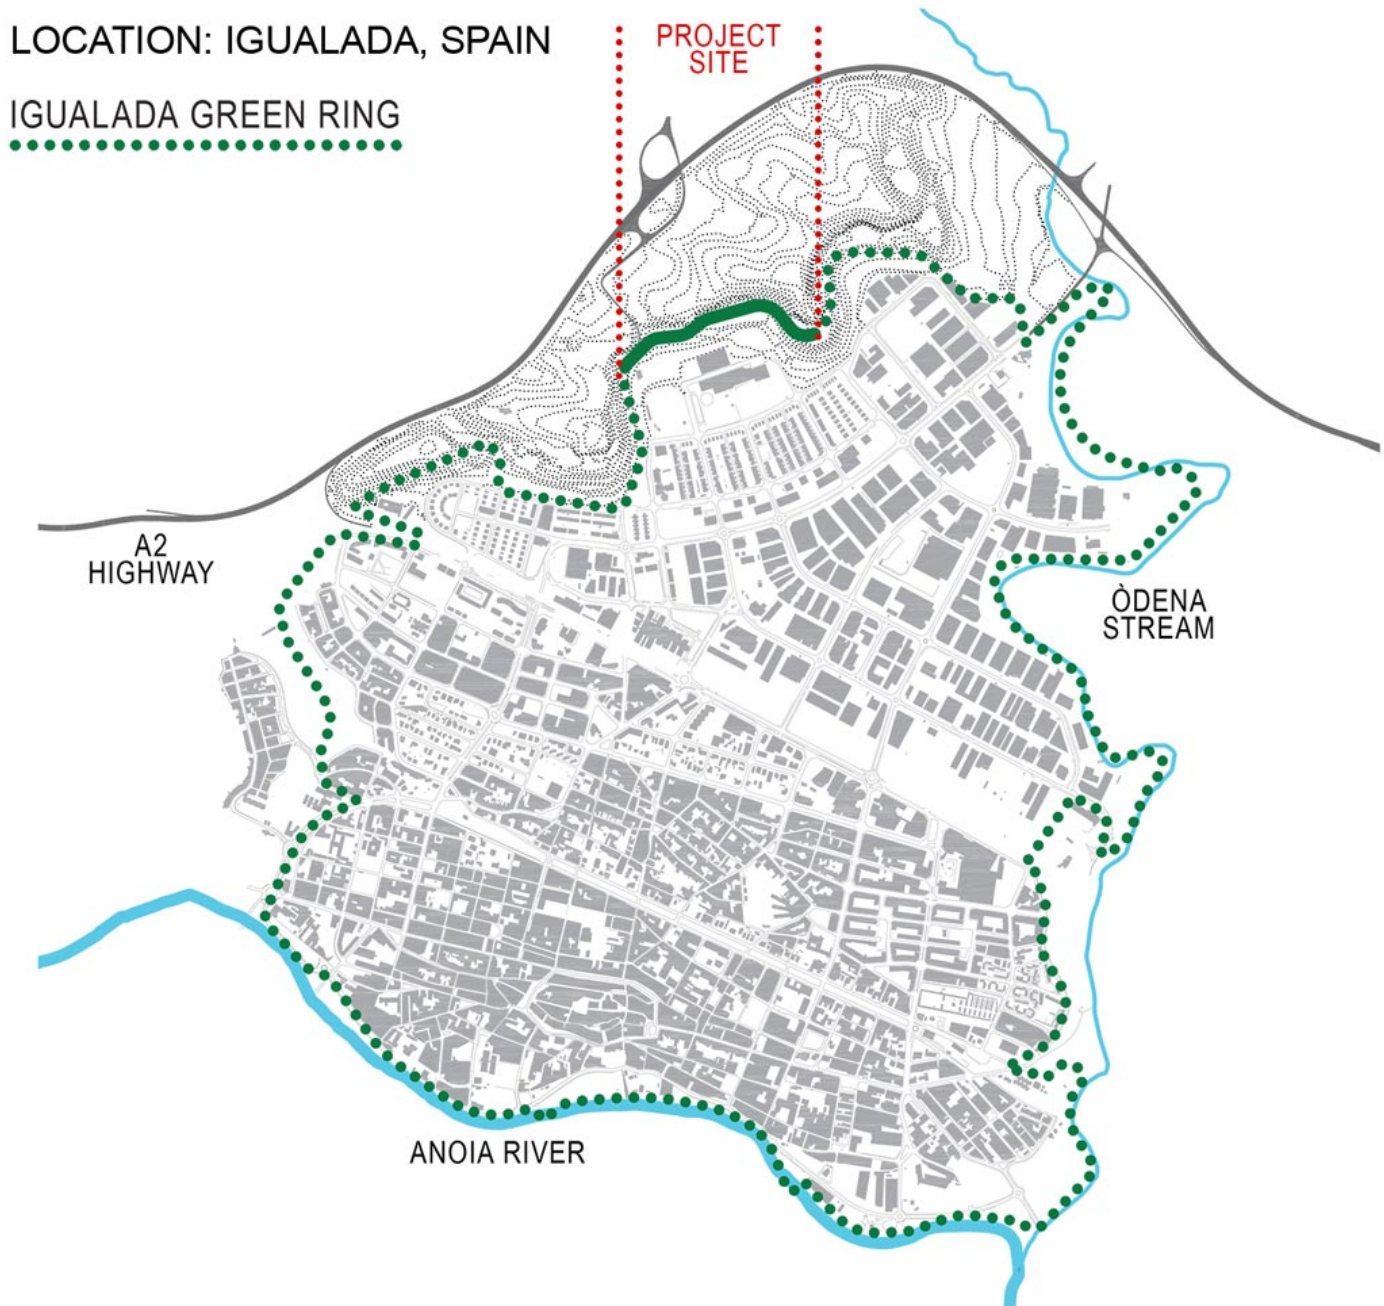 LOCATION: IGUALADA, SPAIN
PROJECT
SITE
IGUALADA GREEN RING
A2
HIGHWAY
ÒDENA
STREAM
ANOIA RIVER